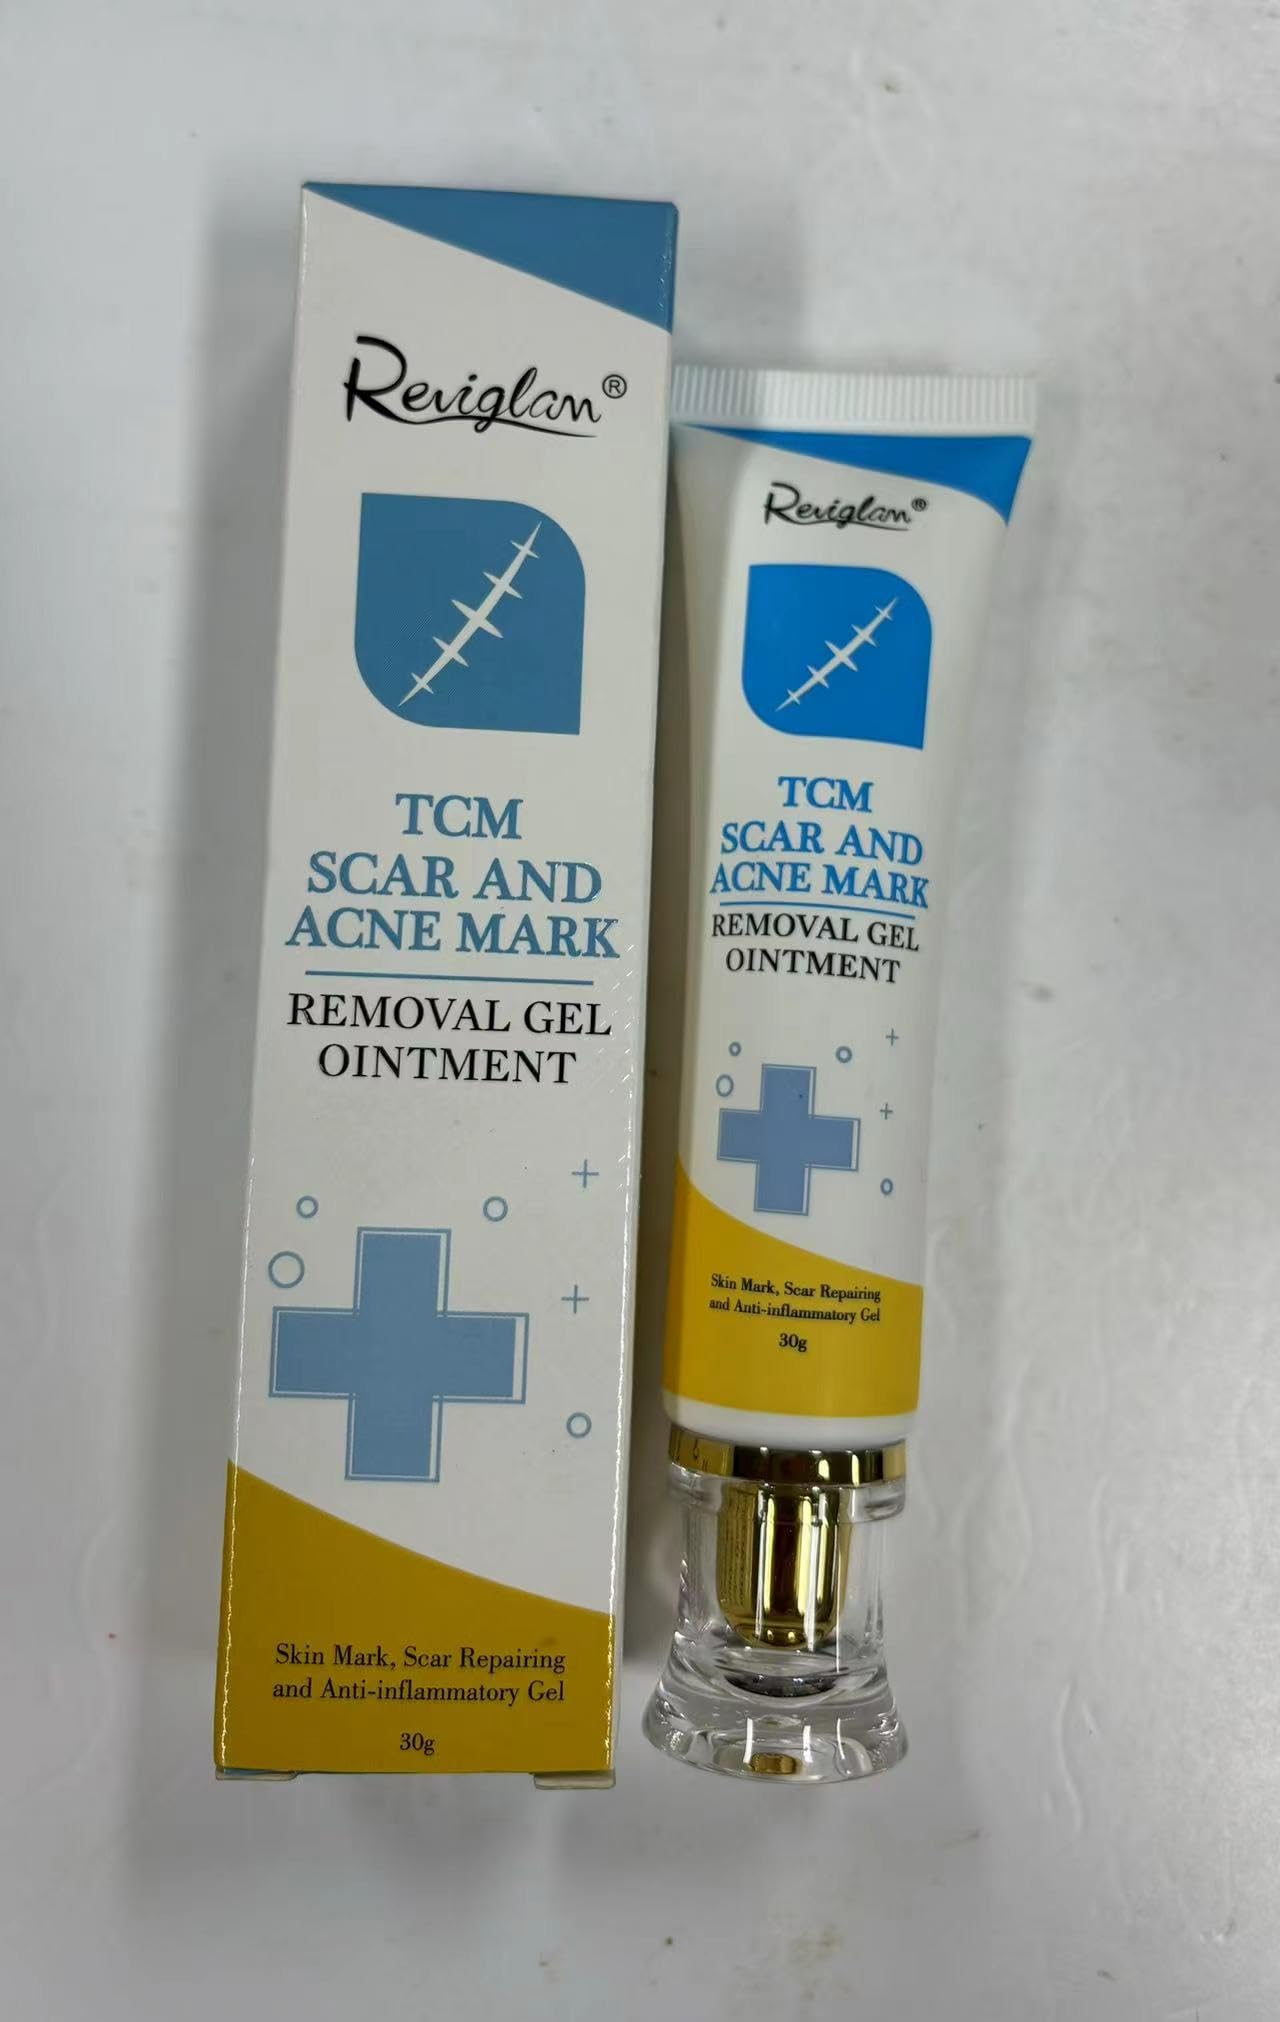 Reviglan®
TCM
SCAR AND
ACNE MARK
REMOVAL GEL
OINTMENT
Skin Mark, Scar Repairing
and Anti-inflammatory Gel
30g
Reviglan®
TCM
SCAR AND
ACNE MARK
REMOVAL GEL
OINTMENT
Skin Mark, Scar Repairing
and Anti-inflammatory Gel
30g